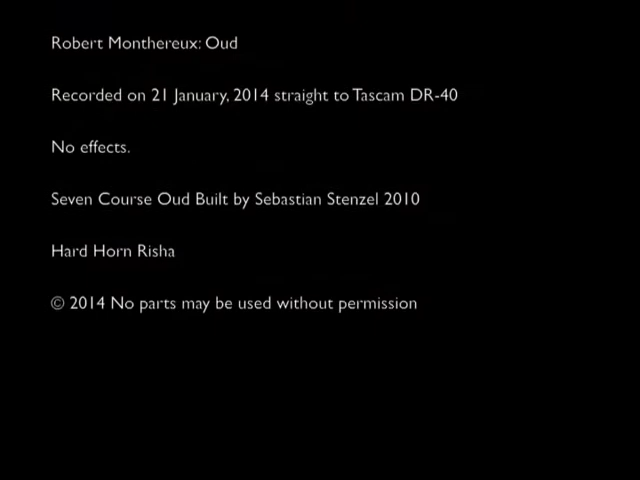 Robert Monthereux: Oud
Recorded on 21 January, 2014 straight to Tascam DR-40
No effects.
Seven Course Oud Built by Sebastian Stenzel 2010
Hard Horn Risha
© 2014 No parts may be used without permission